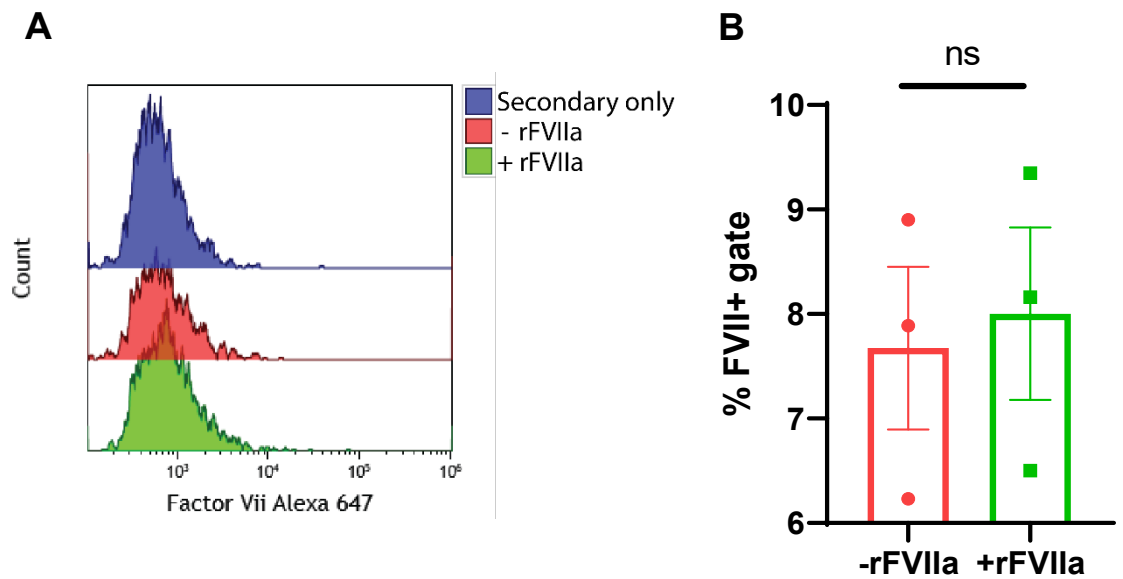 A
Secondary only
- rFVIIa
+ rFVIIa
Count
10³ 10⁴ 10⁵ 10⁶
Factor Vii Alexa 647
B
ns
% FVII+ gate
10
9
8
7
6
-rFVIIa +rFVIIa